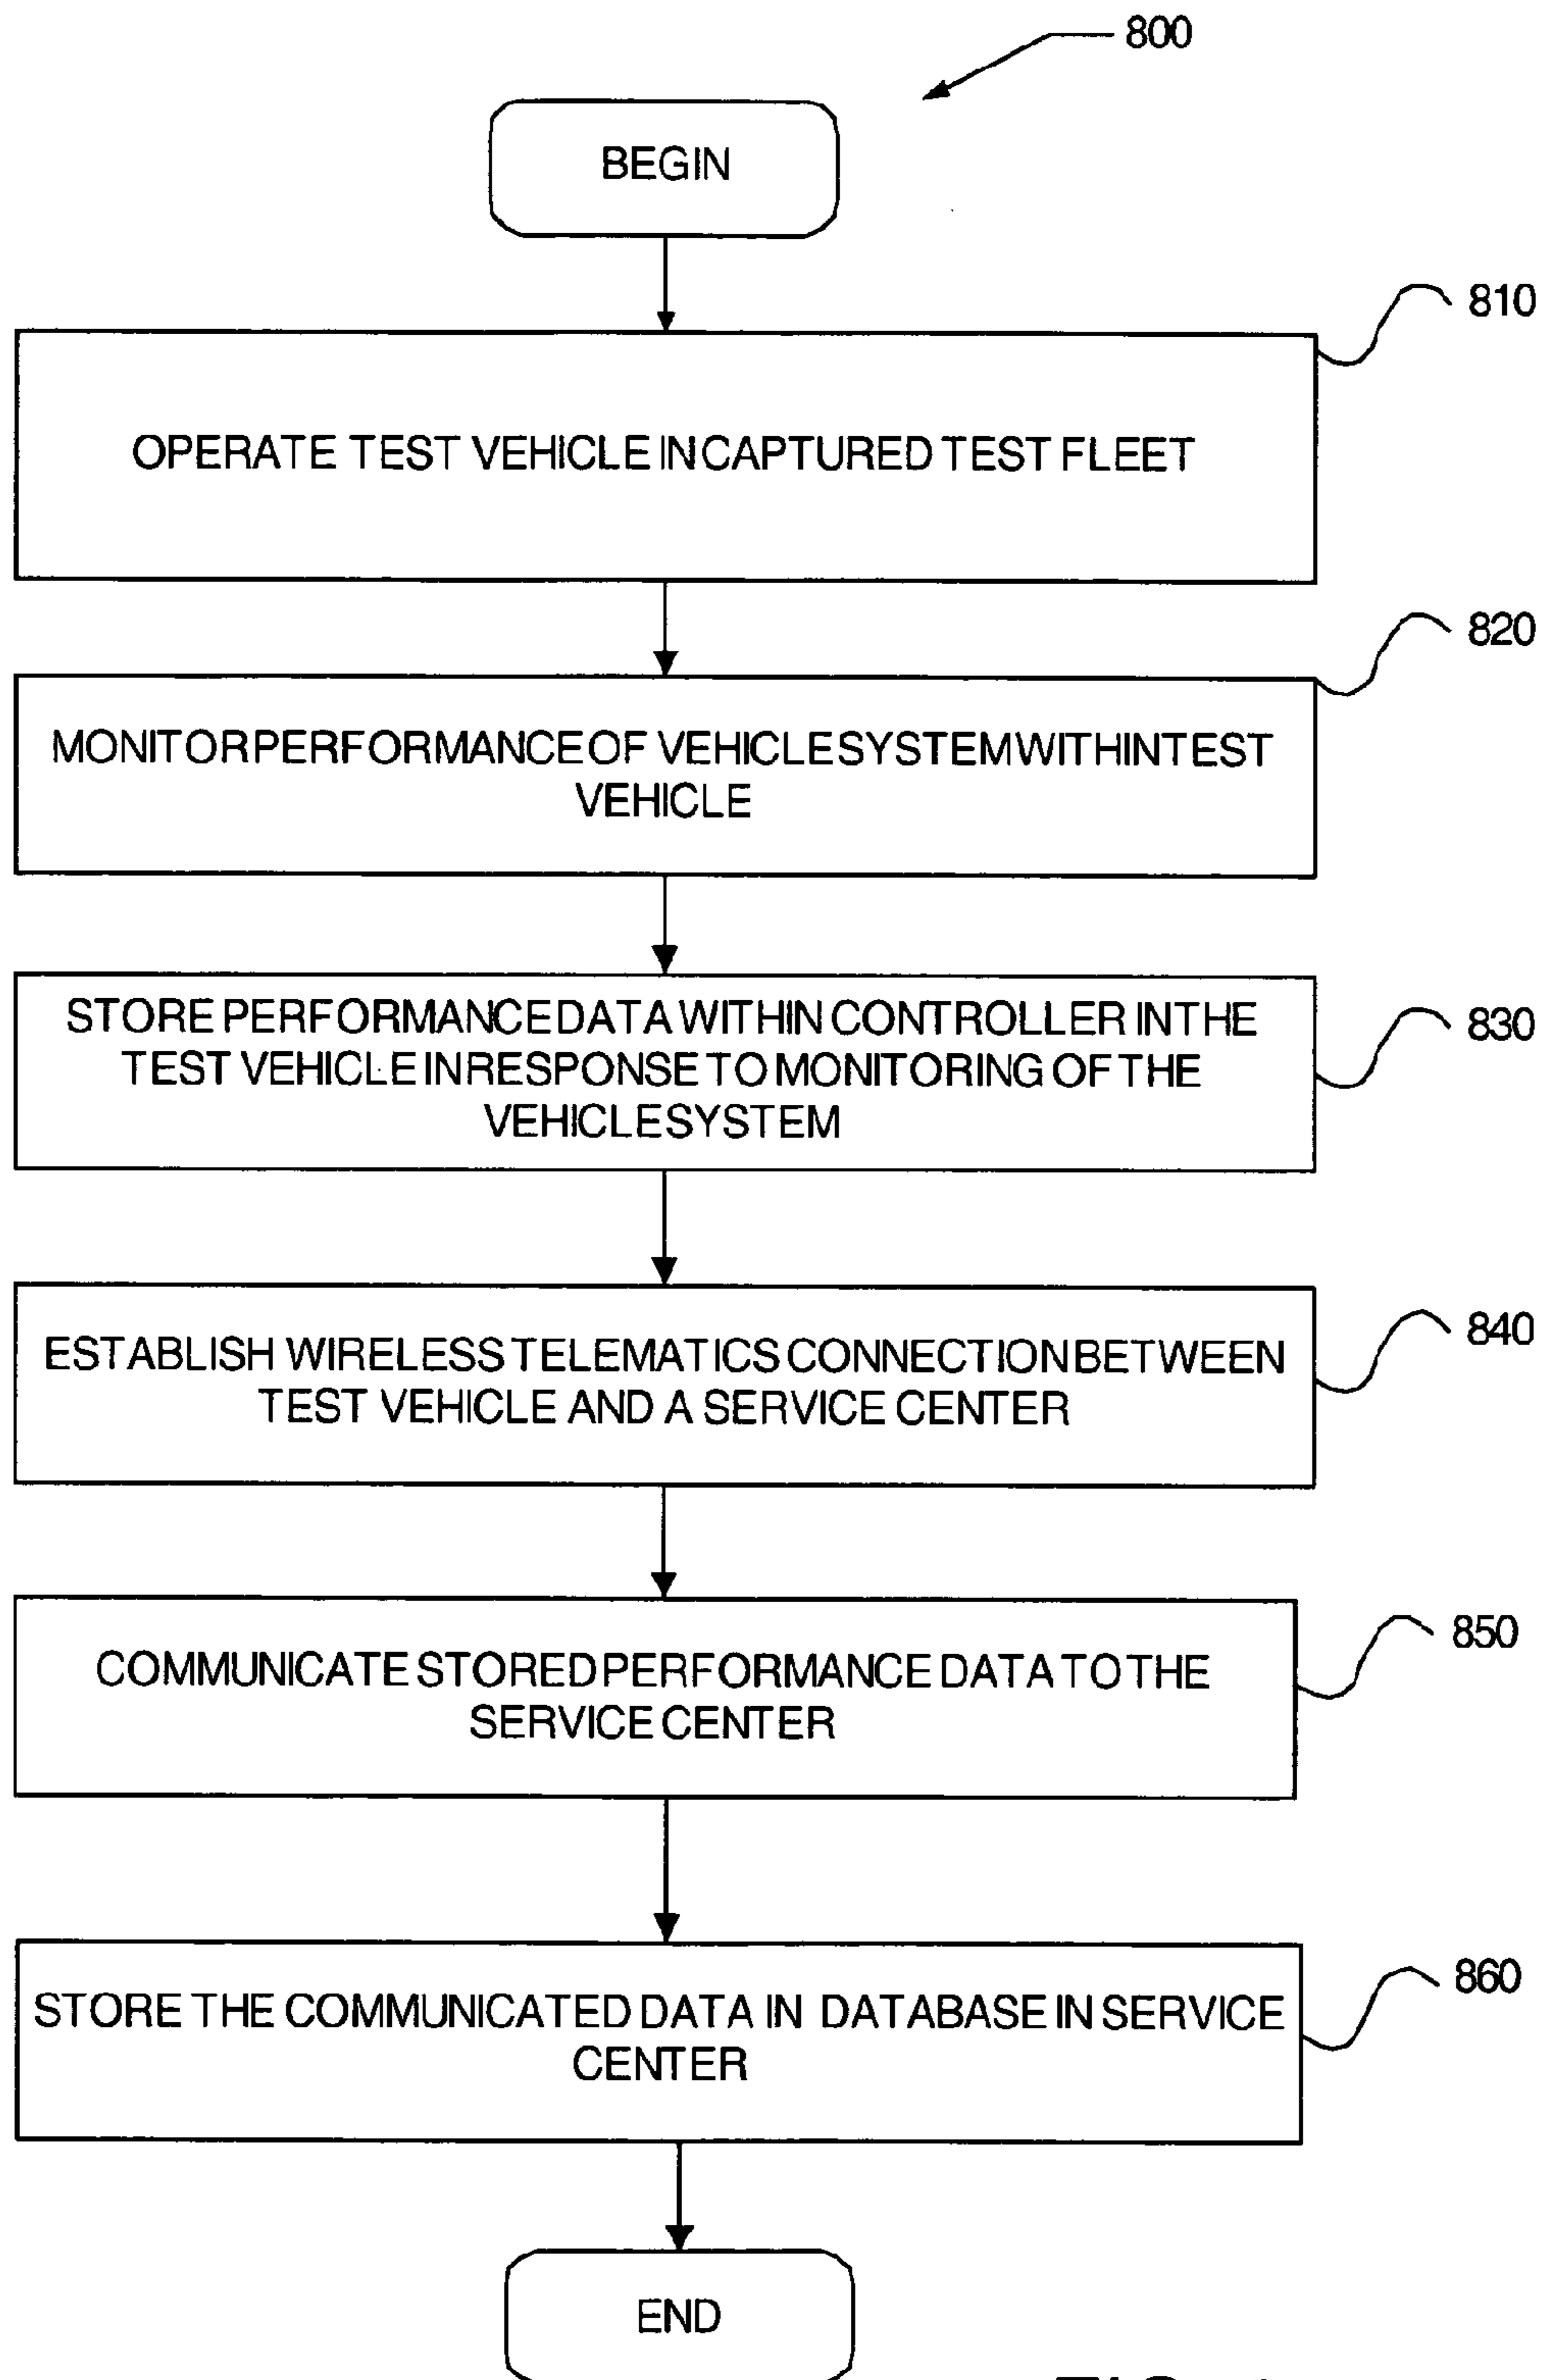 800
BEGIN
810
OPERATE TEST VEHICLE IN CAPTURED TEST FLEET
820
MONITOR PERFORMANCE OF VEHICLE SYSTEM WITHIN TEST
VEHICLE
STORE PERFORMANCE DATA WITHIN CONTROLLER IN THE
TEST VEHICLE IN RESPONSE TO MONITORING OF THE
VEHICLE SYSTEM
830
ESTABLISH WIRELESS TELEMATICS CONNECTION BETWEEN
TEST VEHICLE AND A SERVICE CENTER
840
COMMUNICATE STORED PERFORMANCE DATA TO THE
SERVICE CENTER
850
STORE THE COMMUNICATED DATA IN DATABASE IN SERVICE
CENTER
860
END